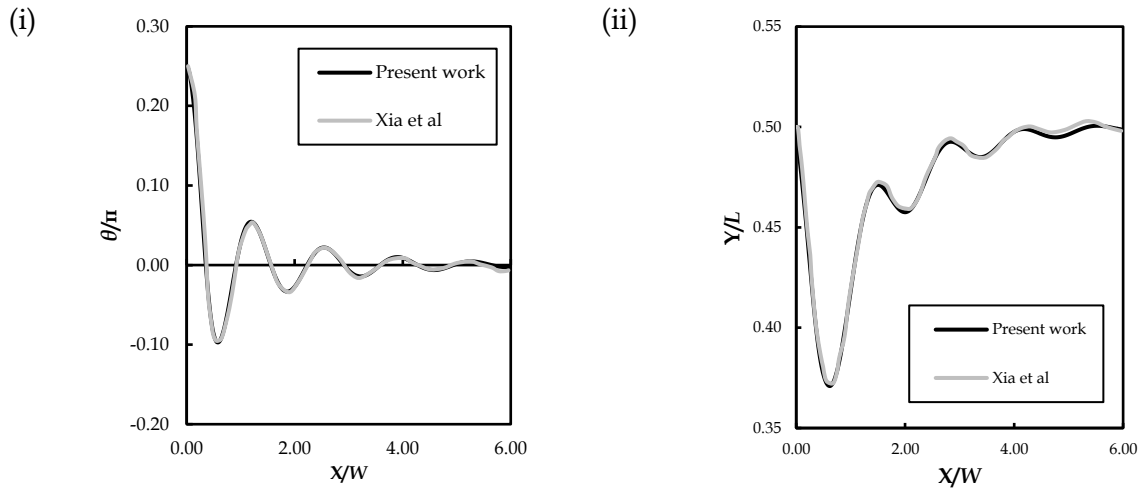 (i)
0.30
0.20
0.10
0.00
-0.10
-0.20
θ/π
0.00 2.00 4.00 6.00
X/W
Present work
Xia et al
(ii)
0.55
0.50
0.45
0.40
0.35
Y/L
0.00 2.00 4.00 6.00
X/W
Present work
Xia et al